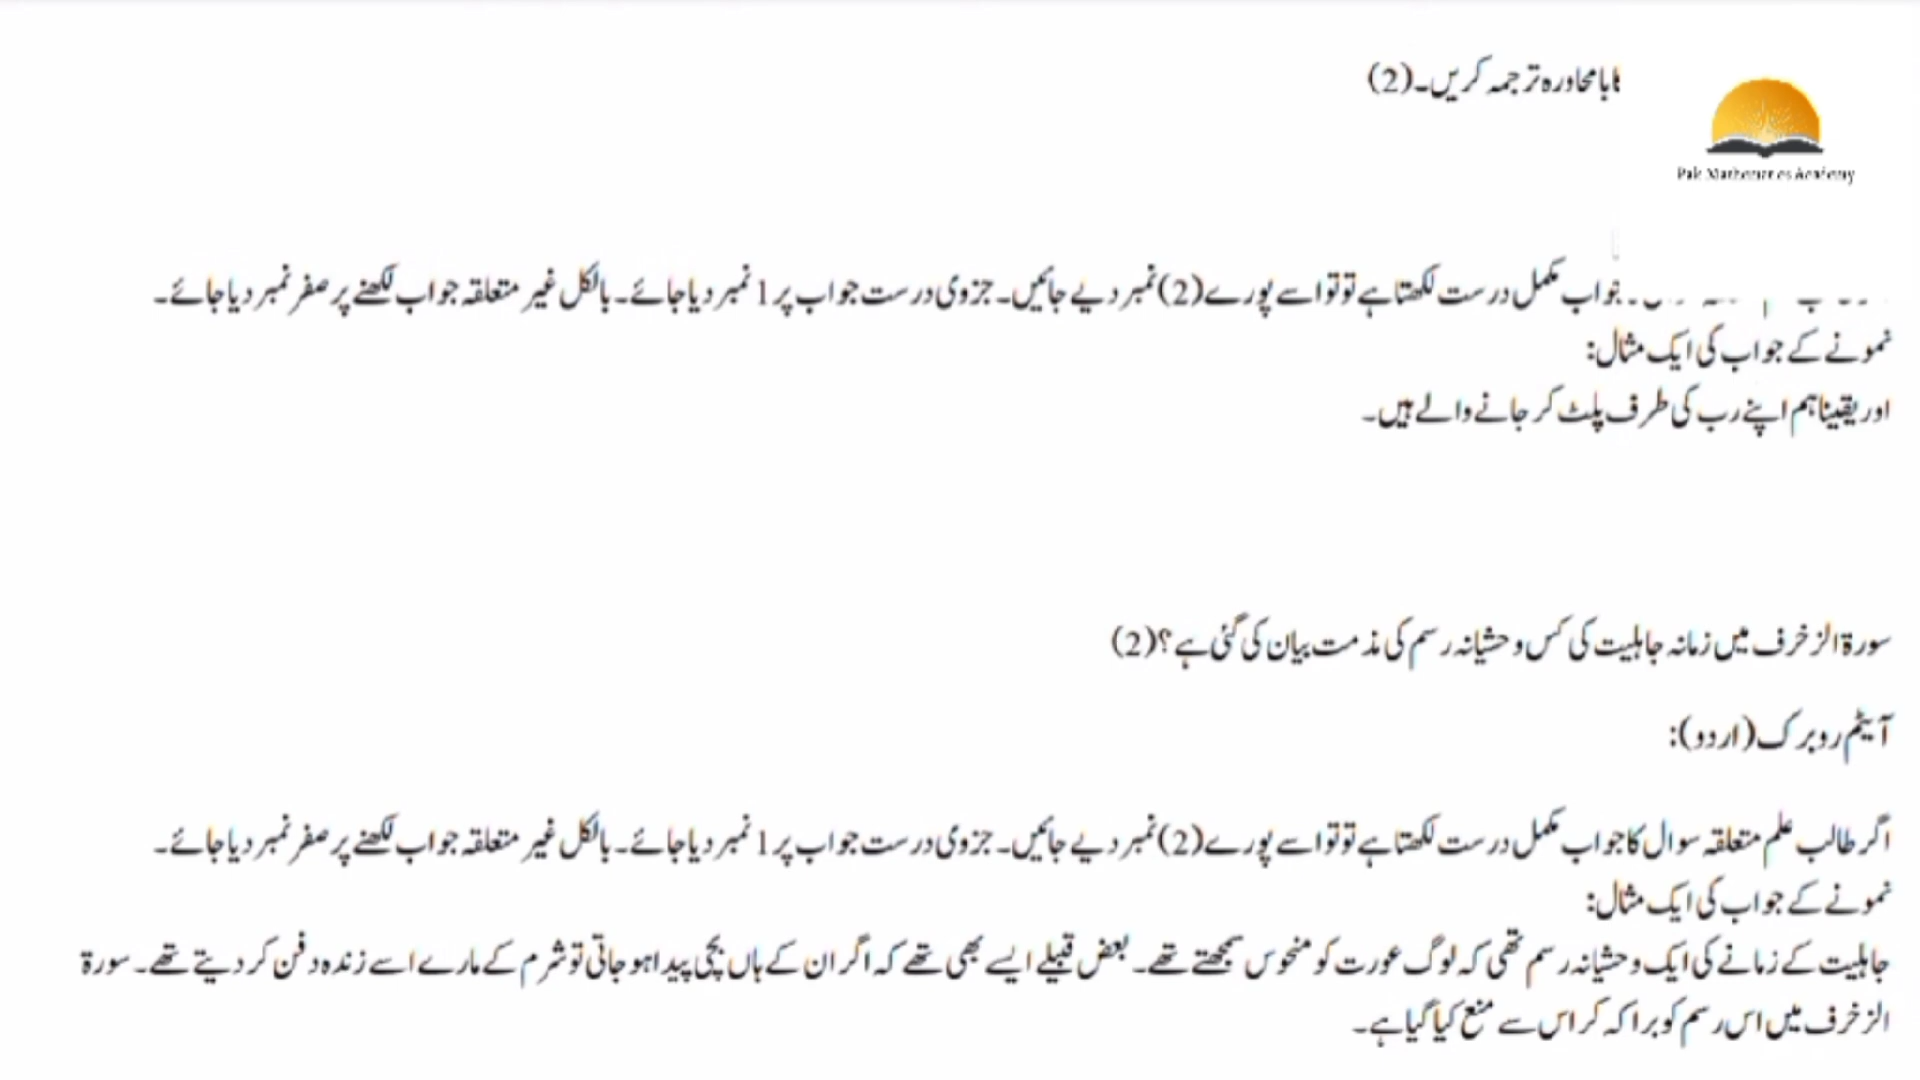 بامحاورہ ترجمہ کریں۔(2)
Pak Mathematics Academy
جواب مکمل درست لکھتا ہے تو تو اسے پورے (2) نمبر دیے جائیں۔ جزوی درست جواب پر 1 نمبر دیا جائے۔ بالکل غیر متعلقہ جواب لکھنے پر صفر نمبر دیا جائے۔
نمونے کے جواب کی ایک مثال:
اور یقینا ہم اپنے رب کی طرف پلٹ کر جانے والے ہیں۔
سورۃ الزخرف میں زمانہ جاہلیت کی کس وحشیانہ رسم کی مذمت بیان کی گئی ہے؟(2)
آیٹم روبرک (اردو):
اگر طالب علم متعلقہ سوال کا جواب مکمل درست لکھتا ہے تو تو اسے پورے (2) نمبر دیے جائیں۔ جزوی درست جواب پر 1 نمبر دیا جائے۔ بالکل غیر متعلقہ جواب لکھنے پر صفر نمبر دیا جائے۔
نمونے کے جواب کی ایک مثال:
جاہلیت کے زمانے کی ایک وحشیانہ رسم تھی کہ لوگ عورت کو منحوس سمجھتے تھے۔ بعض قبیلے ایسے بھی تھے کہ اگر ان کے ہاں بچی پیدا ہو جاتی تو شرم کے مارے اسے زندہ دفن کر دیتے تھے۔ سورۃ
الزخرف میں اس رسم کو برا کہ کر اس سے منع کیا گیا ہے۔